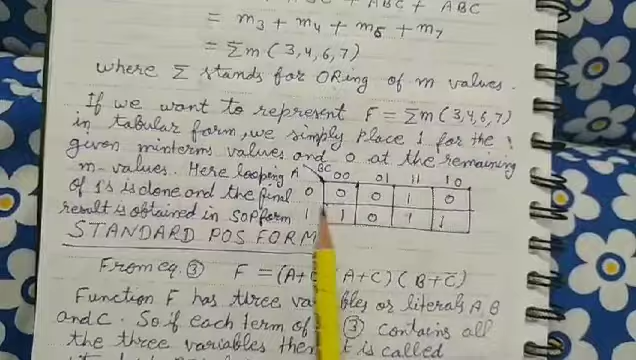 ABC
= m3 + m4 + m6 + m7
= Σm (3,4,6,7)
where Σ stands for ORing of m values.
If we want to represent F = Σm (3,4,6,7)
in tabular form, we simply place 1 for the
given minterms values and 0 at the remaining
m-values. Here looping
of 1s is done and the final
result is obtained in SOP form
A BC 00 01 11 10
0 0 0 1 0
1 1 0 1 1
STANDARD POS FORM
From eq. ③ F = (A+ A+C) (B+C̅)
Function F has three or literals A, B
and C. So if each term of ③ contains all
the three variables then is called